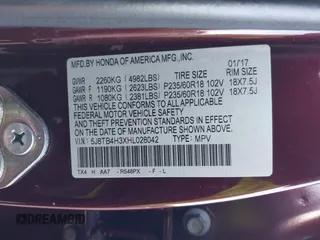 MFD.BY HONDA OF AMERICA MFG.,INC. 01/17
GAWR TIRE SIZE RIM SIZE
GVWR 2260KG (4982LBS)
GAWR F 1190KG (2623LBS) P235/60R18 102V 18X7.5J
R 1080KG (2381LBS) P235/60R18 102V 18X7.5J
THIS VEHICLE CONFORMS TO ALL APPLICABLE
FEDERAL MOTOR VEHICLE SAFETY AND
THEFT PREVENTION STANDARDS IN EFFECT
ON THE DATE OF MANUFACTURE SHOWN ABOVE.
V.I.N: 5J8TB4H3XHL028042 TYPE: MPV
TX4 H AA7 - R548PX - F - L
DREAMBID